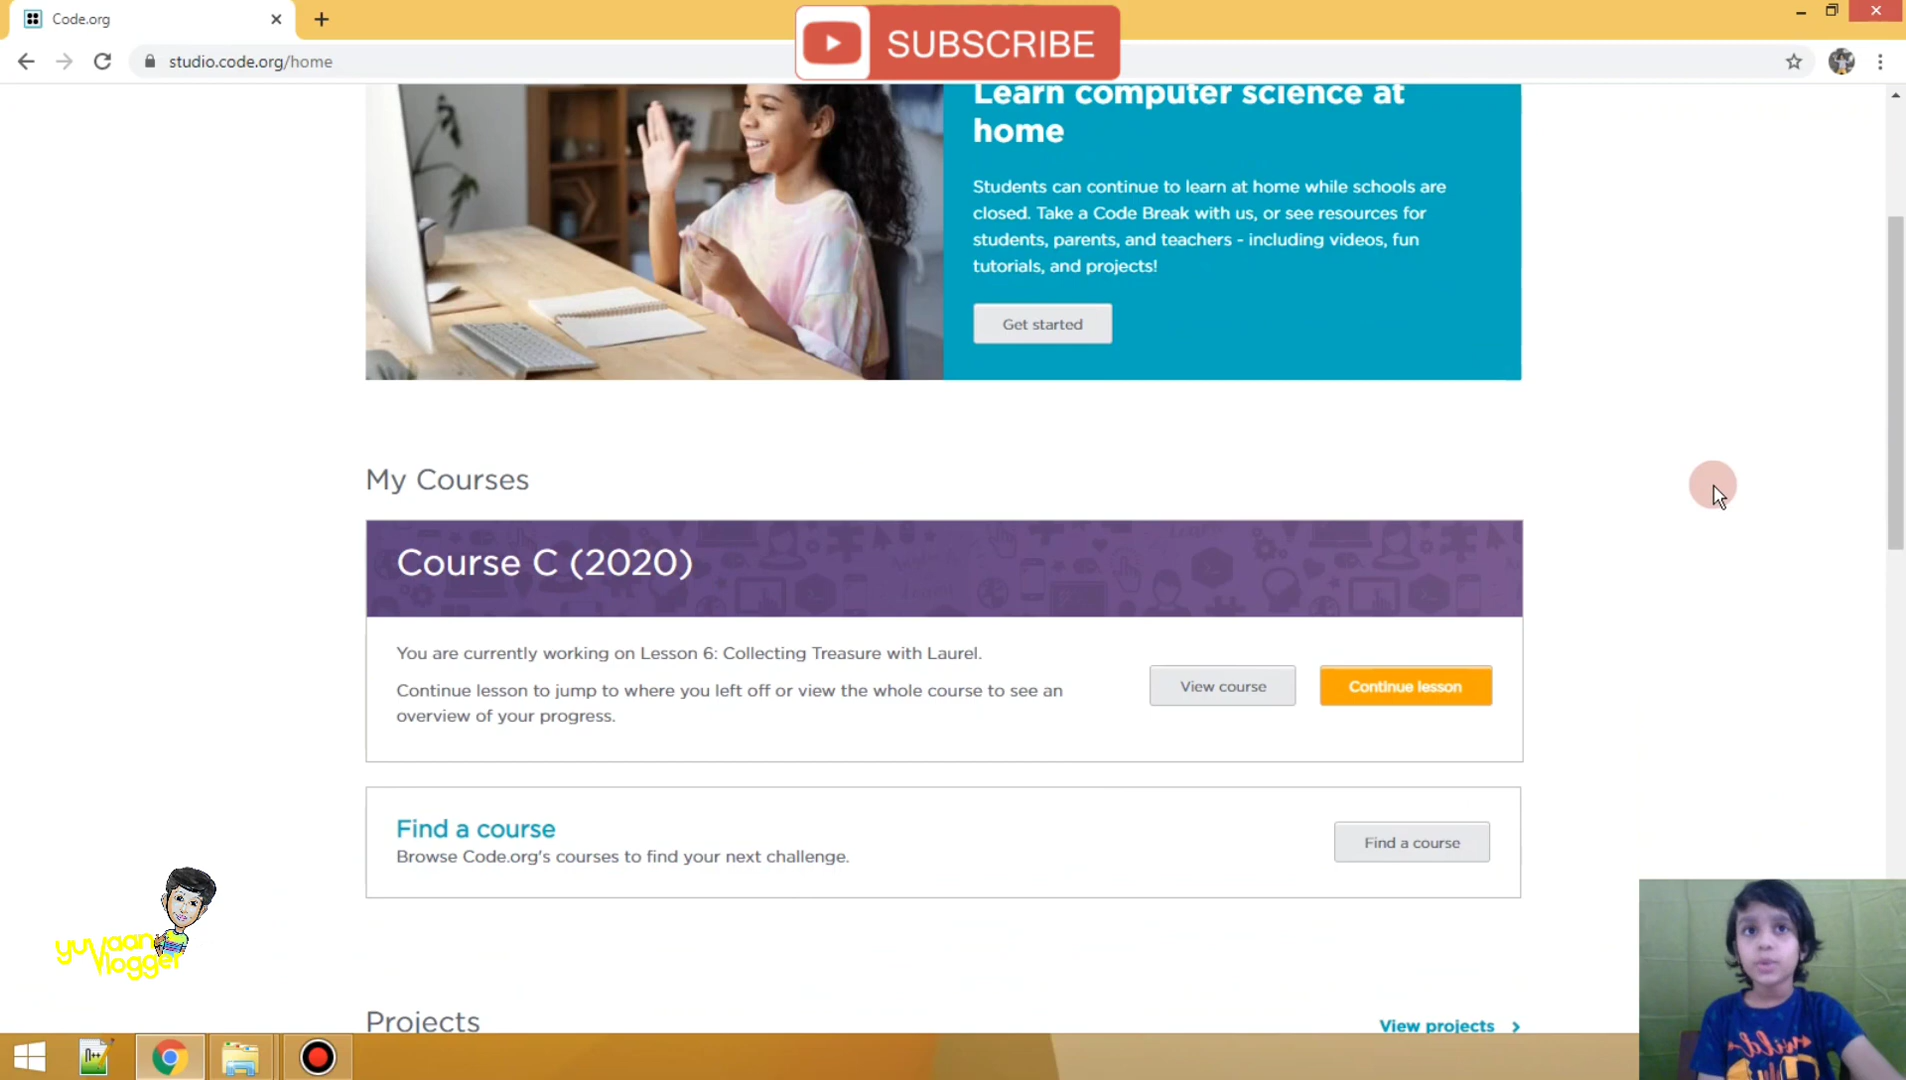 Code.org
SUBSCRIBE
studio.code.org/home
Learn computer science at
home
Students can continue to learn at home while schools are
closed. Take a Code Break with us, or see resources for
students, parents, and teachers - including videos, fun
tutorials, and projects!
Get started
My Courses
Course C (2020)
You are currently working on Lesson 6: Collecting Treasure with Laurel.
Continue lesson to jump to where you left off or view the whole course to see an
overview of your progress.
View course
Continue lesson
Find a course
Browse Code.org's courses to find your next challenge.
Find a course
yuvaan
vlogger
Projects
View projects